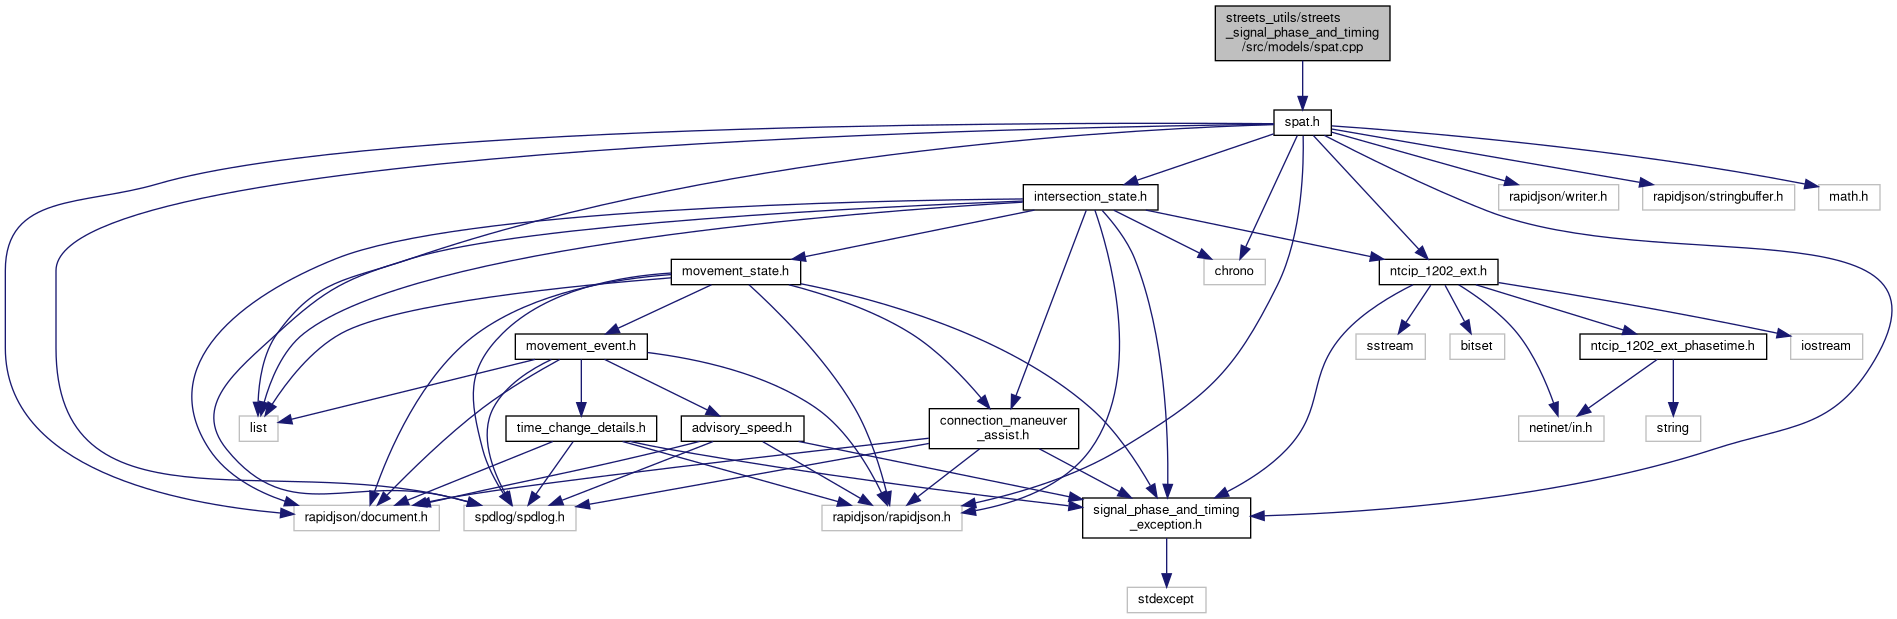 streets_utils/streets
_signal_phase_and_timing
/src/models/spat.cpp
spat.h
intersection_state.h
rapidjson/writer.h
rapidjson/stringbuffer.h
math.h
movement_state.h
chrono
ntcip_1202_ext.h
movement_event.h
sstream
bitset
ntcip_1202_ext_phasetime.h
iostream
list
time_change_details.h
advisory_speed.h
connection_maneuver
_assist.h
netinet/in.h
string
rapidjson/document.h
spdlog/spdlog.h
rapidjson/rapidjson.h
signal_phase_and_timing
_exception.h
stdexcept